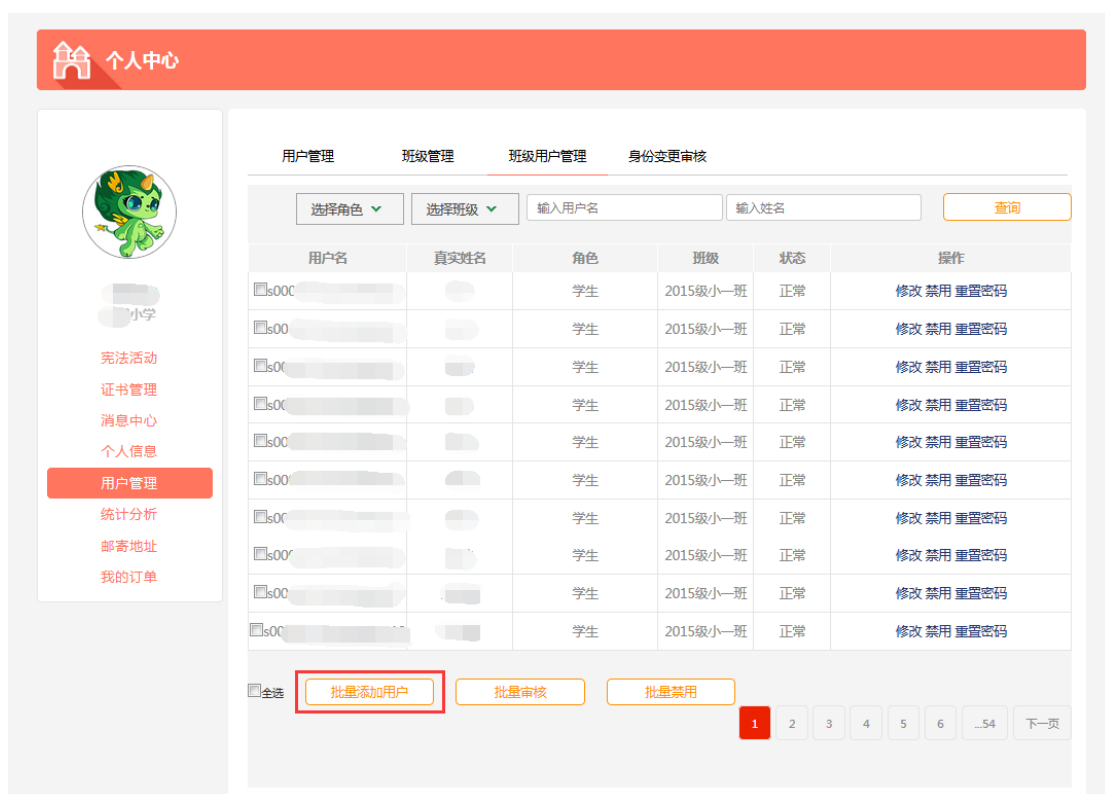 个人中心
用户管理 班级管理 班级用户管理 身份变更审核
选择角色 选择班级 输入用户名 输入姓名 查询
用户名 真实姓名 角色 班级 状态 操作
s000 学生 2015级小一班 正常 修改 禁用 重置密码
s00 学生 2015级小一班 正常 修改 禁用 重置密码
s00 学生 2015级小一班 正常 修改 禁用 重置密码
s00 学生 2015级小一班 正常 修改 禁用 重置密码
s00 学生 2015级小一班 正常 修改 禁用 重置密码
s00 学生 2015级小一班 正常 修改 禁用 重置密码
s00 学生 2015级小一班 正常 修改 禁用 重置密码
s00 学生 2015级小一班 正常 修改 禁用 重置密码
s00 学生 2015级小一班 正常 修改 禁用 重置密码
s00 学生 2015级小一班 正常 修改 禁用 重置密码
全选 批量添加用户 批量审核 批量禁用
1 2 3 4 5 6 ...54 下一页
小学
宪法活动
证书管理
消息中心
个人信息
用户管理
统计分析
邮寄地址
我的订单